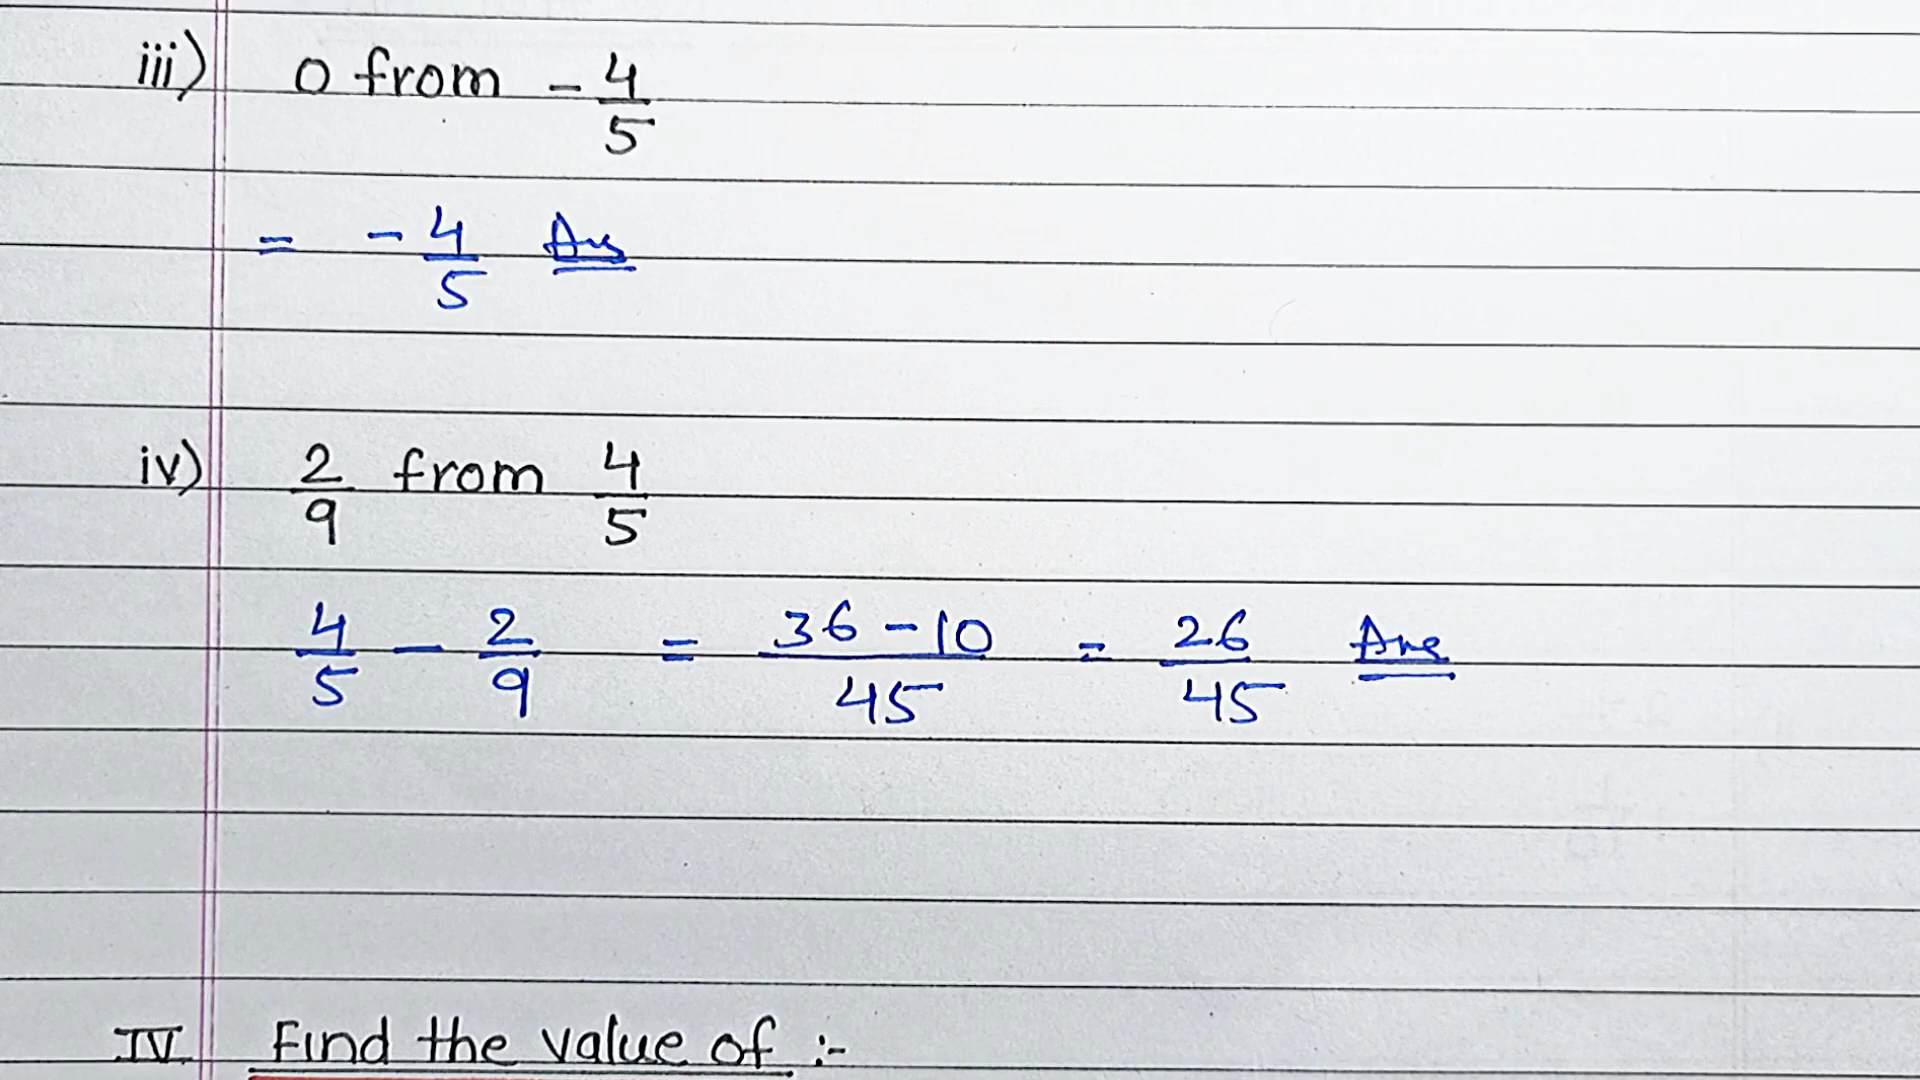 iii) 0 from - 4/5
= - 4/5 Ans
iv) 2/9 from 4/5
4/5 - 2/9 = 36 - 10/45 = 26/45 Ans
IV Find the value of :-